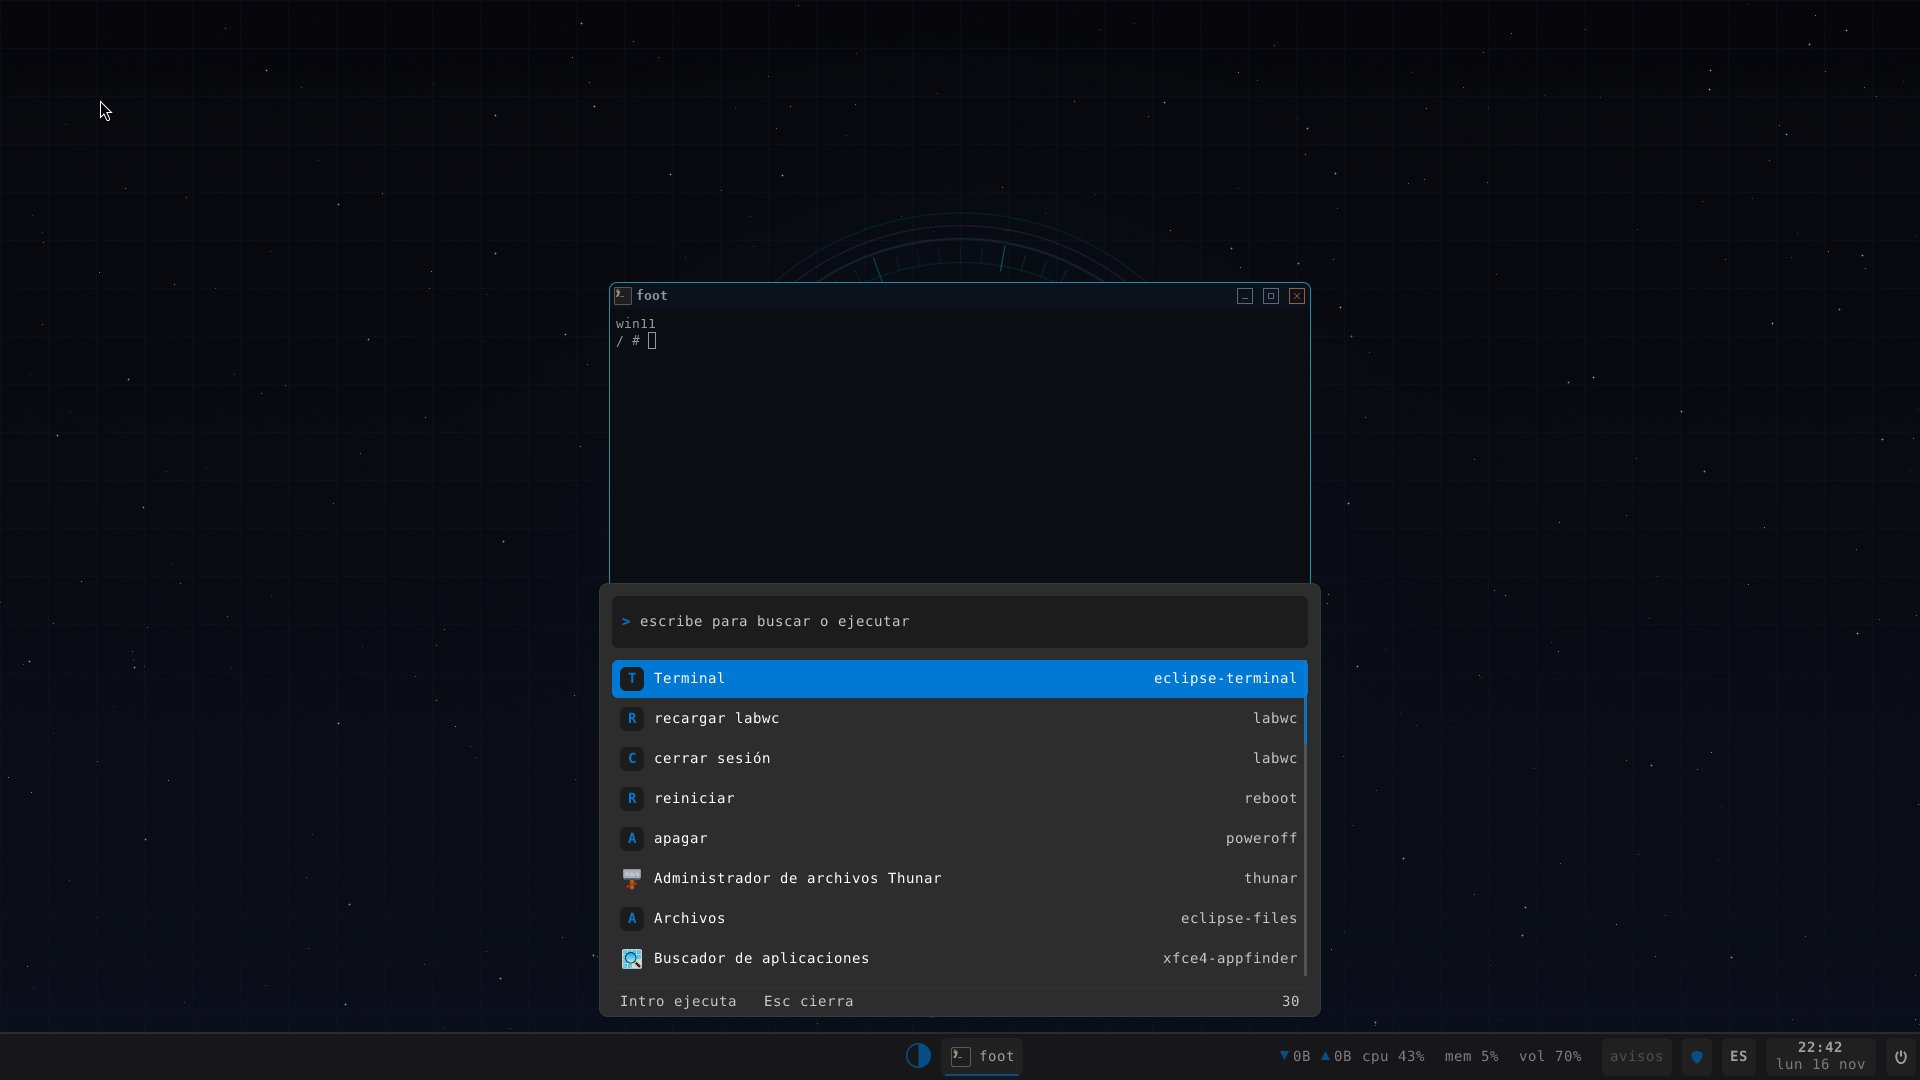 foot
win11
/ #
> escribe para buscar o ejecutar
T Terminal eclipse-terminal
R recargar labwc labwc
C cerrar sesión labwc
R reiniciar reboot
A apagar poweroff
Administrador de archivos Thunar thunar
A Archivos eclipse-files
Buscador de aplicaciones xfce4-appfinder
Intro ejecuta Esc cierra 30
foot ▼0B ▲0B cpu 43% mem 5% vol 70% avisos ES 22:42
lun 16 nov